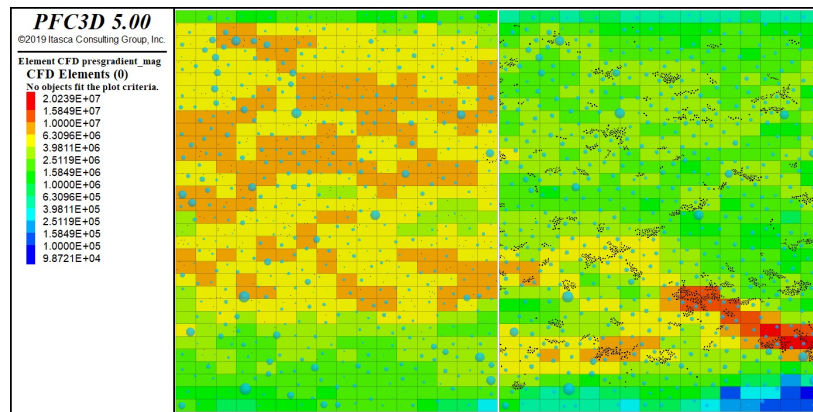 PFC3D 5.00
©2019 Itasca Consulting Group, Inc.
Element CFD presgradient_mag
CFD Elements (0)
No objects fit the plot criteria.
2.0239E+07
1.5849E+07
1.0000E+07
6.3096E+06
3.9811E+06
2.5119E+06
1.5849E+06
1.0000E+06
6.3096E+05
3.9811E+05
2.5119E+05
1.5849E+05
1.0000E+05
9.8721E+04